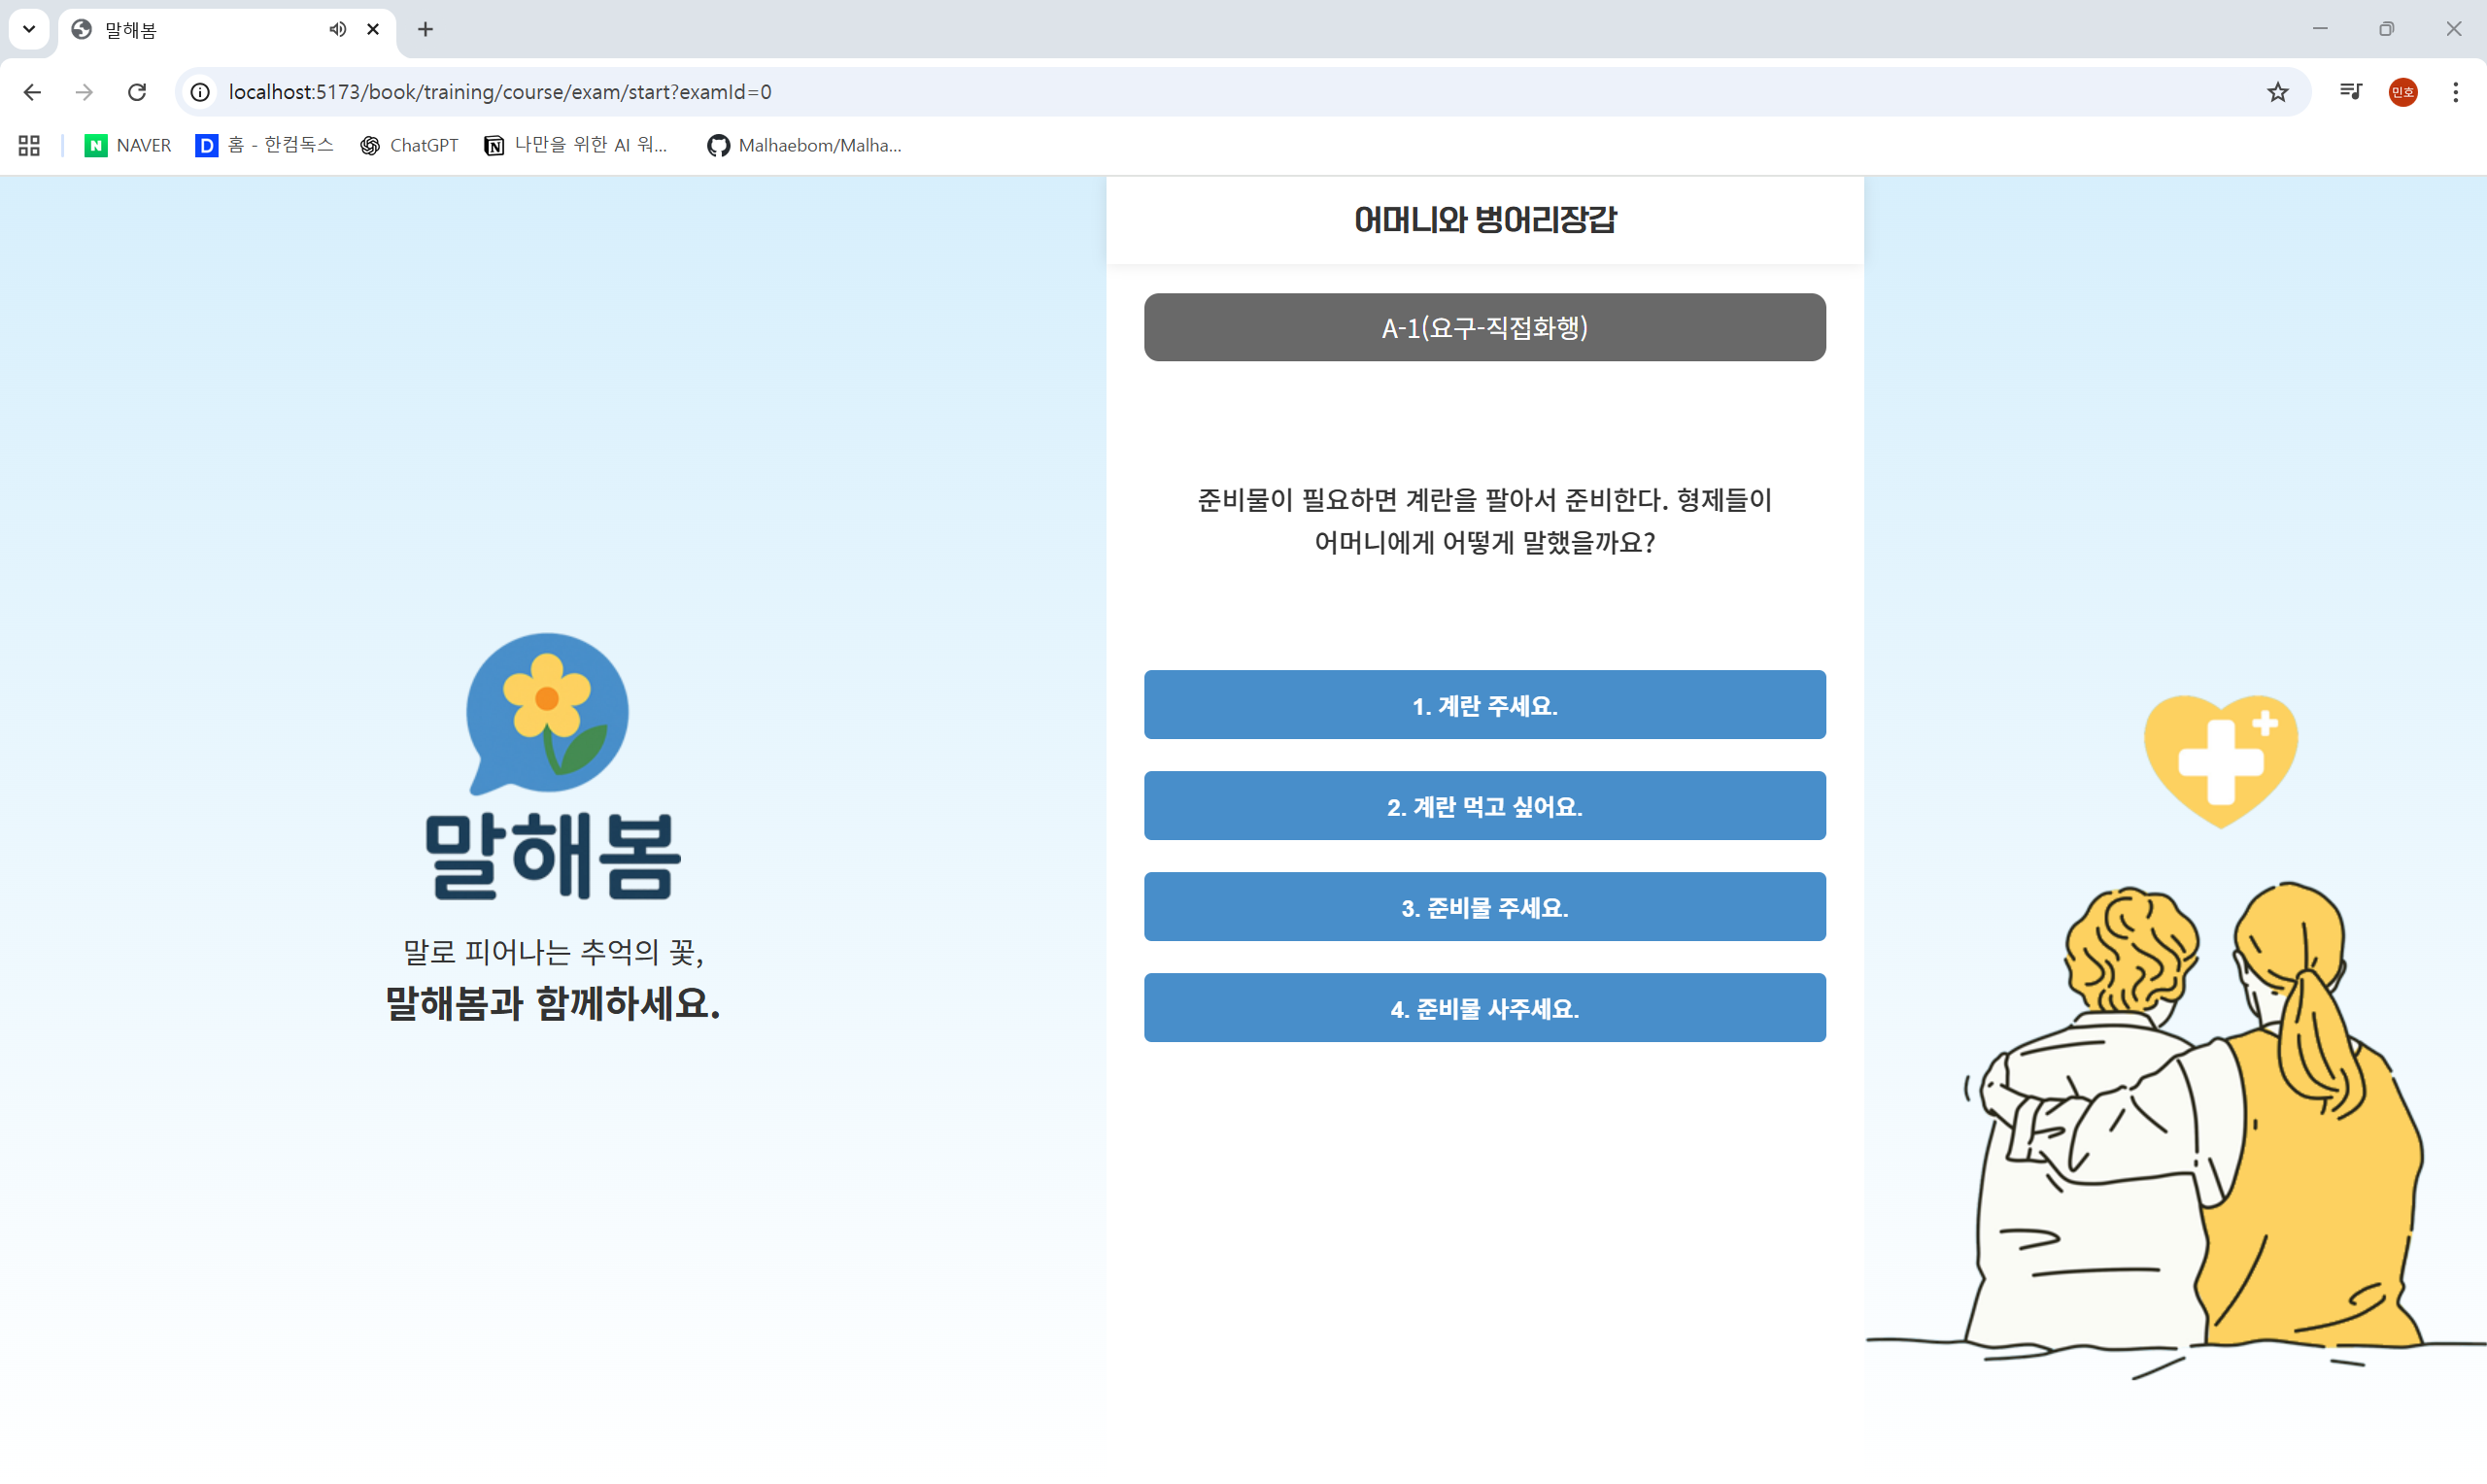 말해봄
localhost:5173/book/training/course/exam/start?examId=0
민호
NAVER
홈 - 한컴독스
ChatGPT
나만을 위한 AI 워...
Malhaebom/Malha...
어머니와 벙어리장갑
A-1(요구-직접화행)
준비물이 필요하면 계란을 팔아서 준비한다. 형제들이
어머니에게 어떻게 말했을까요?
1. 계란 주세요.
2. 계란 먹고 싶어요.
3. 준비물 주세요.
4. 준비물 사주세요.
말해봄
말로 피어나는 추억의 꽃,
말해봄과 함께하세요.